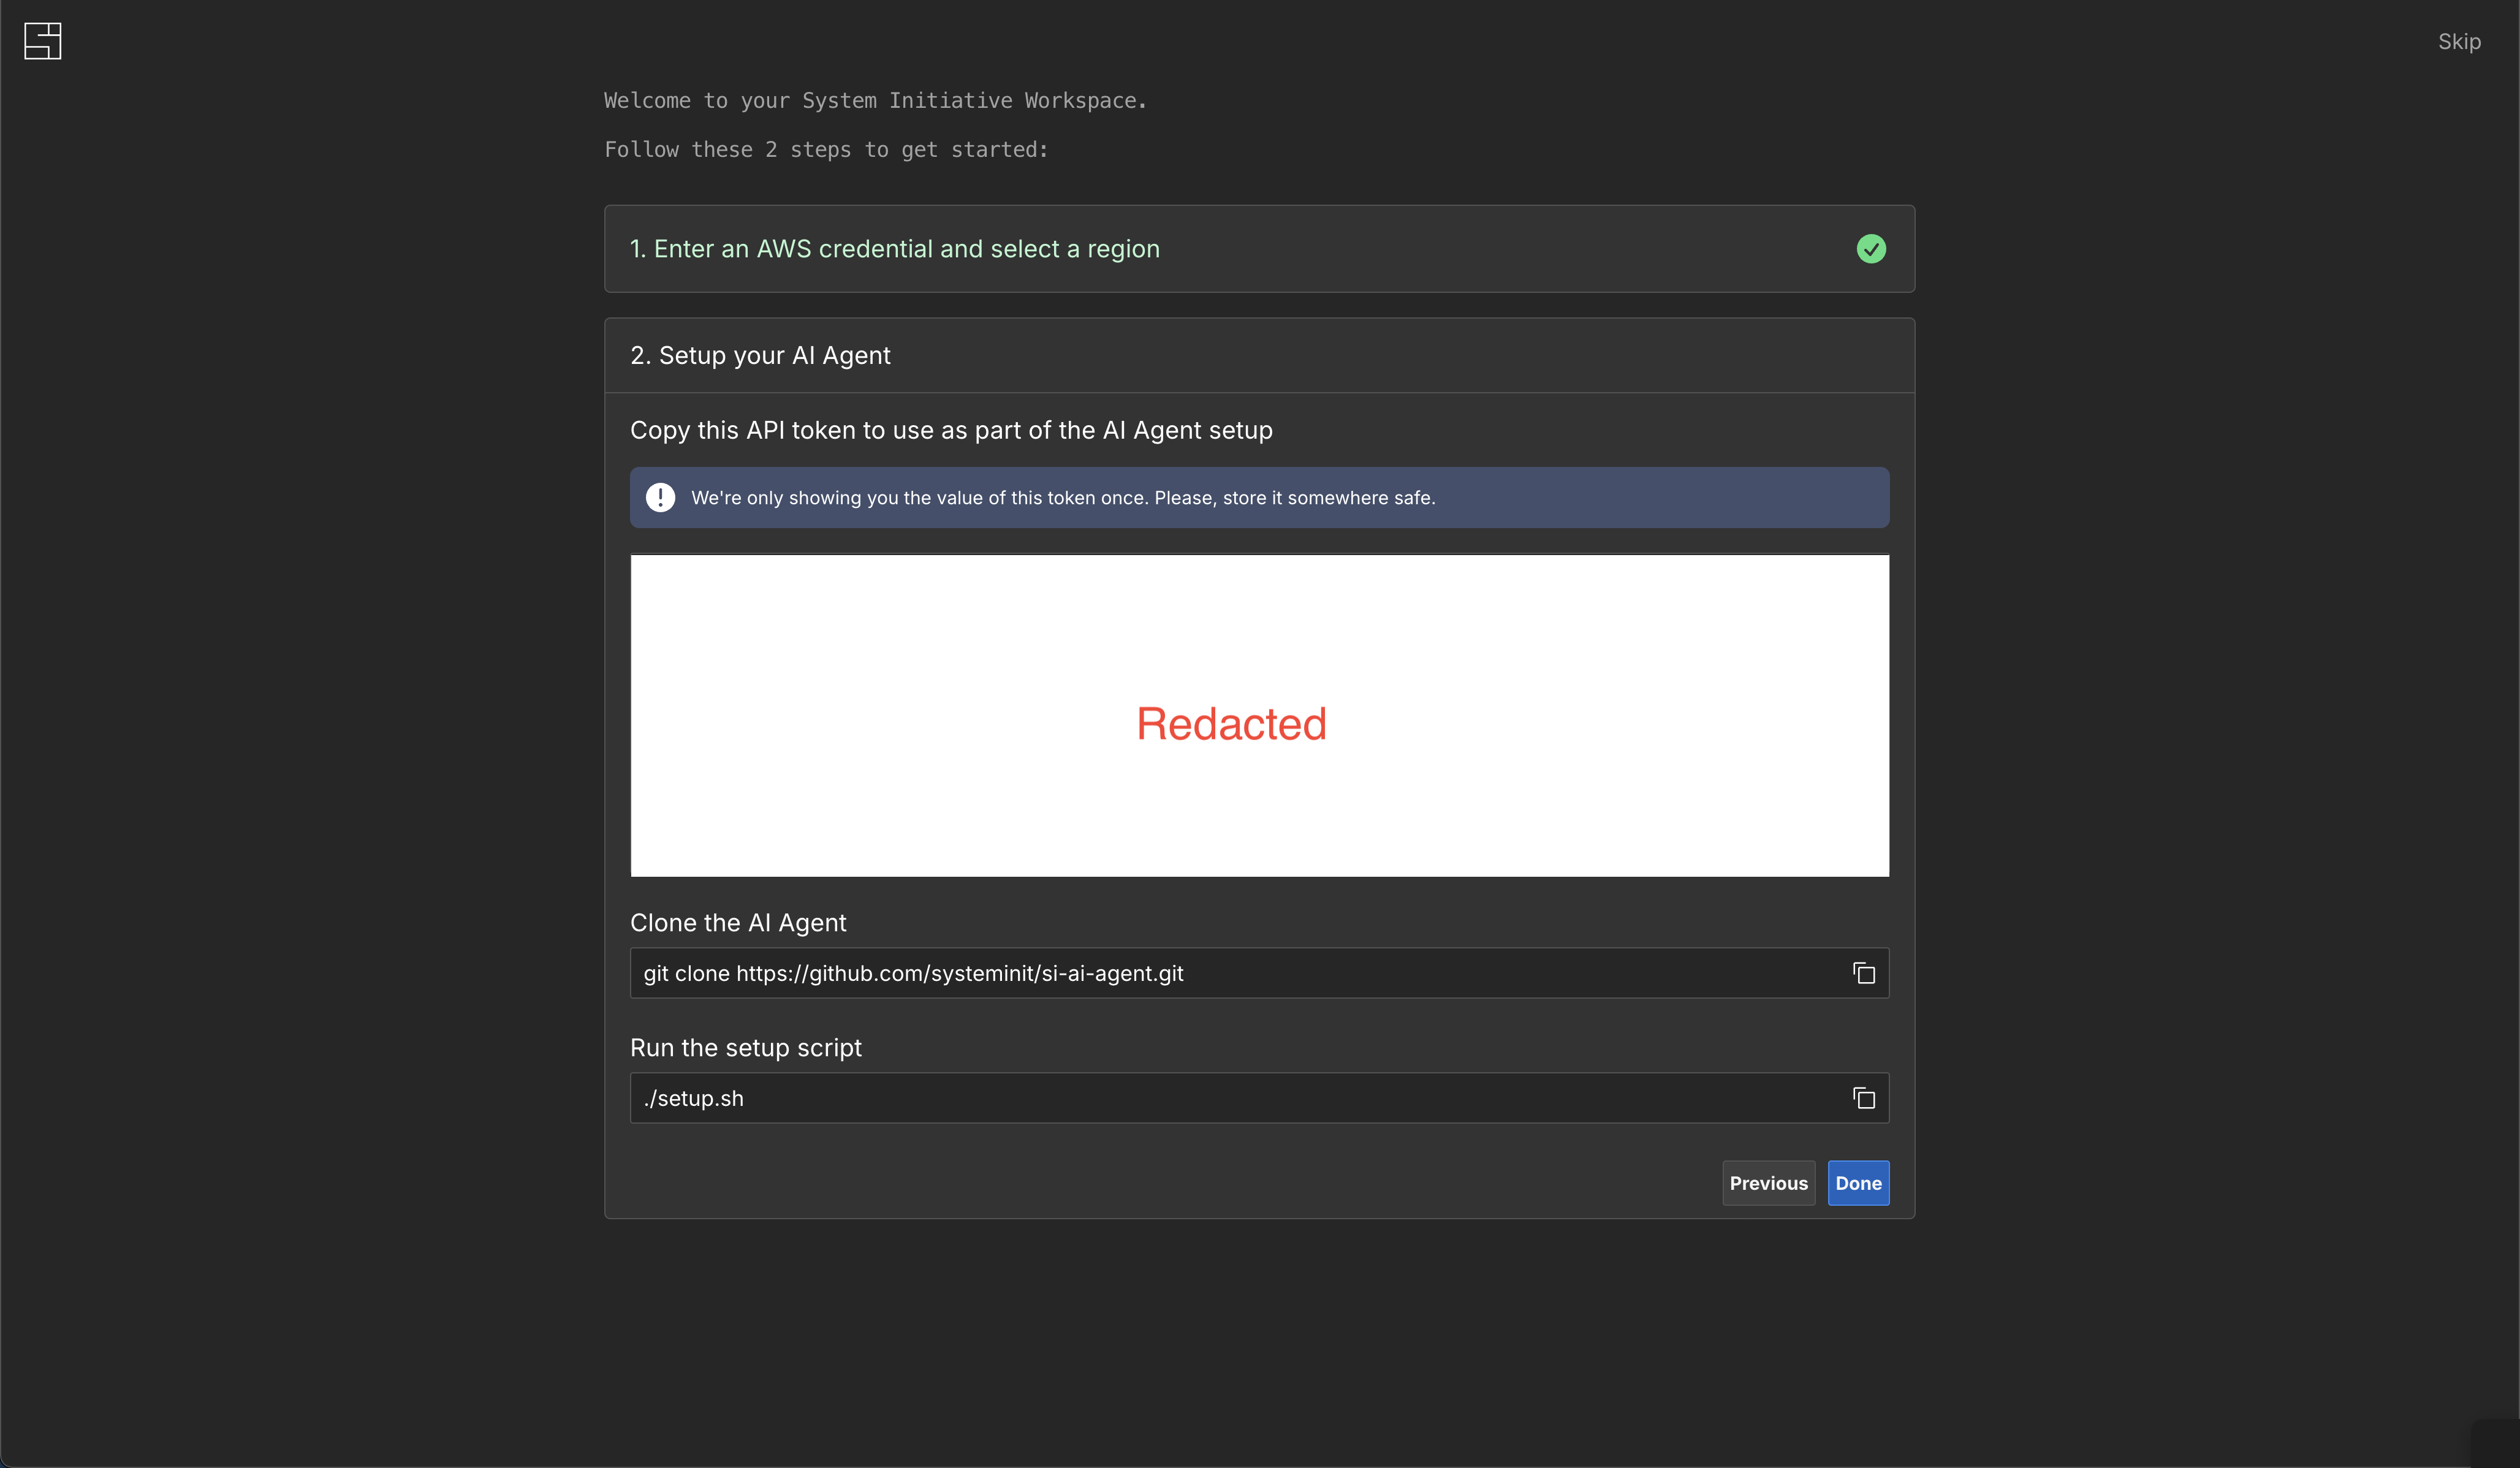 Skip
Welcome to your System Initiative Workspace.
Follow these 2 steps to get started:
1. Enter an AWS credential and select a region
2. Setup your AI Agent
Copy this API token to use as part of the AI Agent setup
We're only showing you the value of this token once. Please, store it somewhere safe.
Redacted
Clone the AI Agent
git clone https://github.com/systeminit/si-ai-agent.git
Run the setup script
./setup.sh
Previous Done